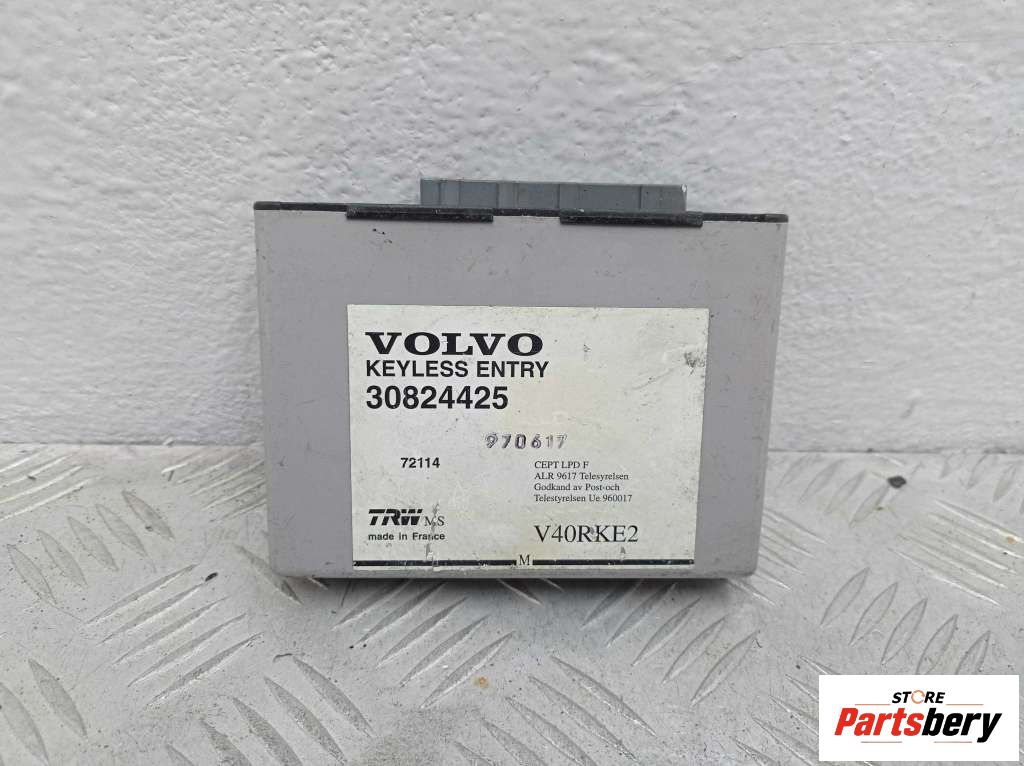 VOLVO
KEYLESS ENTRY
30824425
970617
72114
CEPT LPD F
ALR 9617 Telesyrelsen
Godkand av Post-och
Telestyrelsen Ue 960017
TRW MS
made in France
V40RKE2
M
STORE
Partsbery